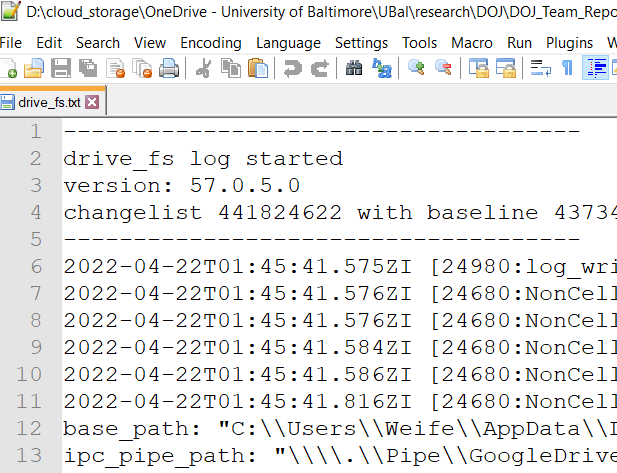 D:\cloud_storage\OneDrive - University of Baltimore\UBal\research\DOJ\DOJ_Team_Repo
File Edit Search View Encoding Language Settings Tools Macro Run Plugins W
drive_fs.txt
1 -------------------------------------
2 drive_fs log started
3 version: 57.0.5.0
4 changelist 441824622 with baseline 43734
5 -------------------------------------
6 2022-04-22T01:45:41.575ZI [24980:log_wri
7 2022-04-22T01:45:41.576ZI [24680:NonCell
8 2022-04-22T01:45:41.576ZI [24680:NonCell
9 2022-04-22T01:45:41.584ZI [24680:NonCell
10 2022-04-22T01:45:41.586ZI [24680:NonCell
11 2022-04-22T01:45:41.816ZI [24680:NonCell
12 base_path: "C:\\Users\\Weife\\AppData\\
13 ipc_pipe_path: "\\\\.\\Pipe\\GoogleDrive